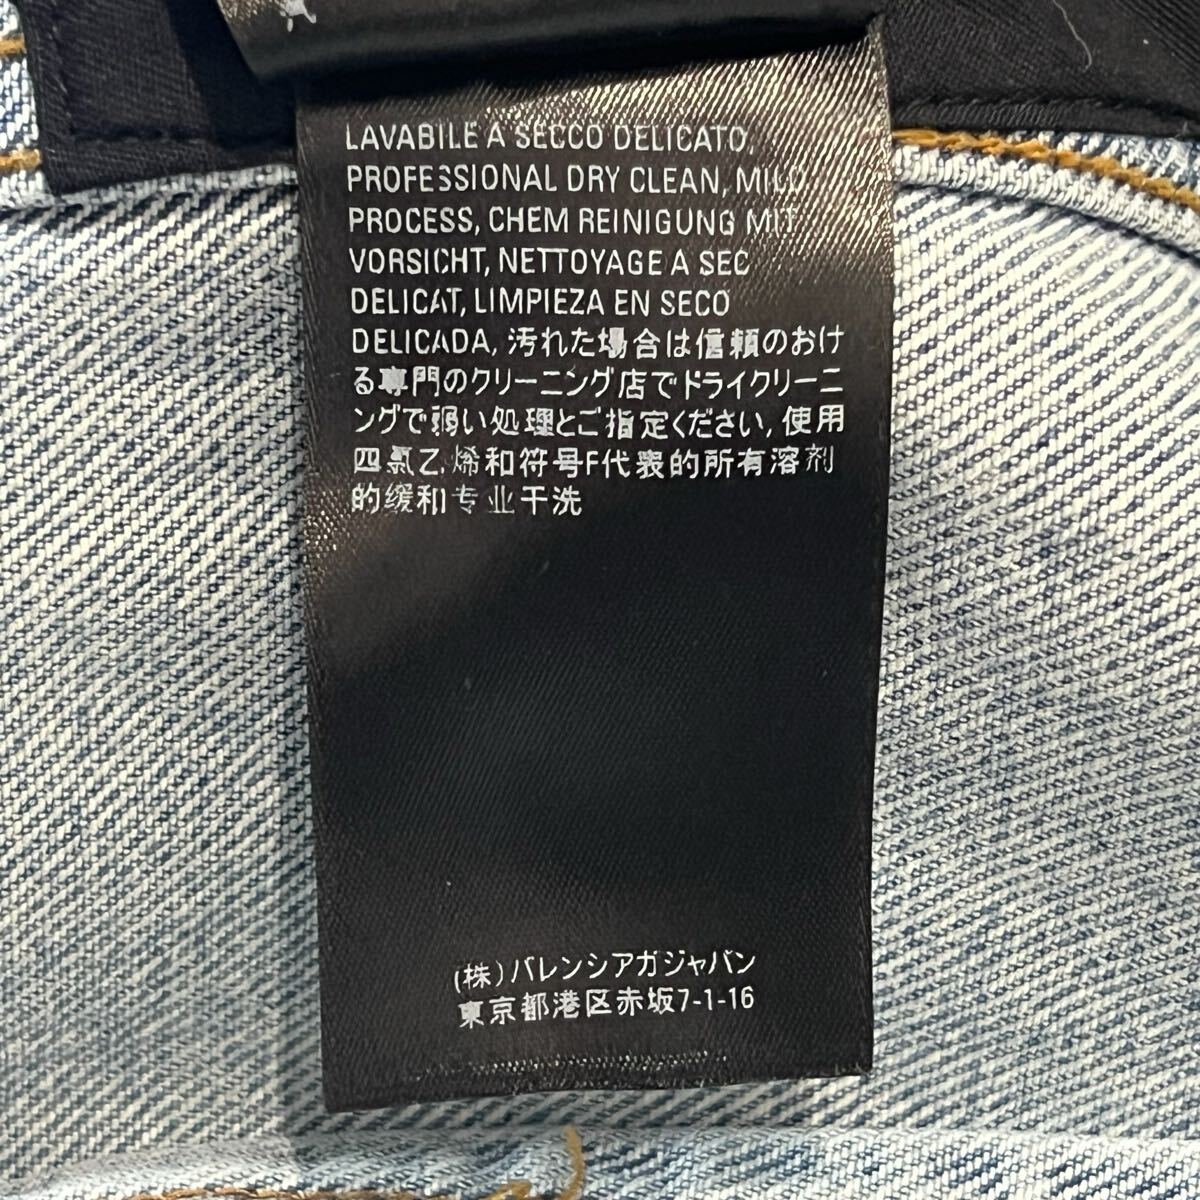 LAVABILE A SECCO DELICATO,
PROFESSIONAL DRY CLEAN, MILD
PROCESS, CHEM REINIGUNG MIT
VORSICHT, NETTOYAGE A SEC
DELICAT, LIMPIEZA EN SECO
DELICADA, 汚れた場合は信頼のおけ
る専門のクリーニング店でドライクリーニ
ングで弱い処理とご指定ください, 使用
四氯乙烯和符号F代表的所有溶剂
的缓和专业干洗
(株)バレンシアガジャパン
東京都港区赤坂7-1-16